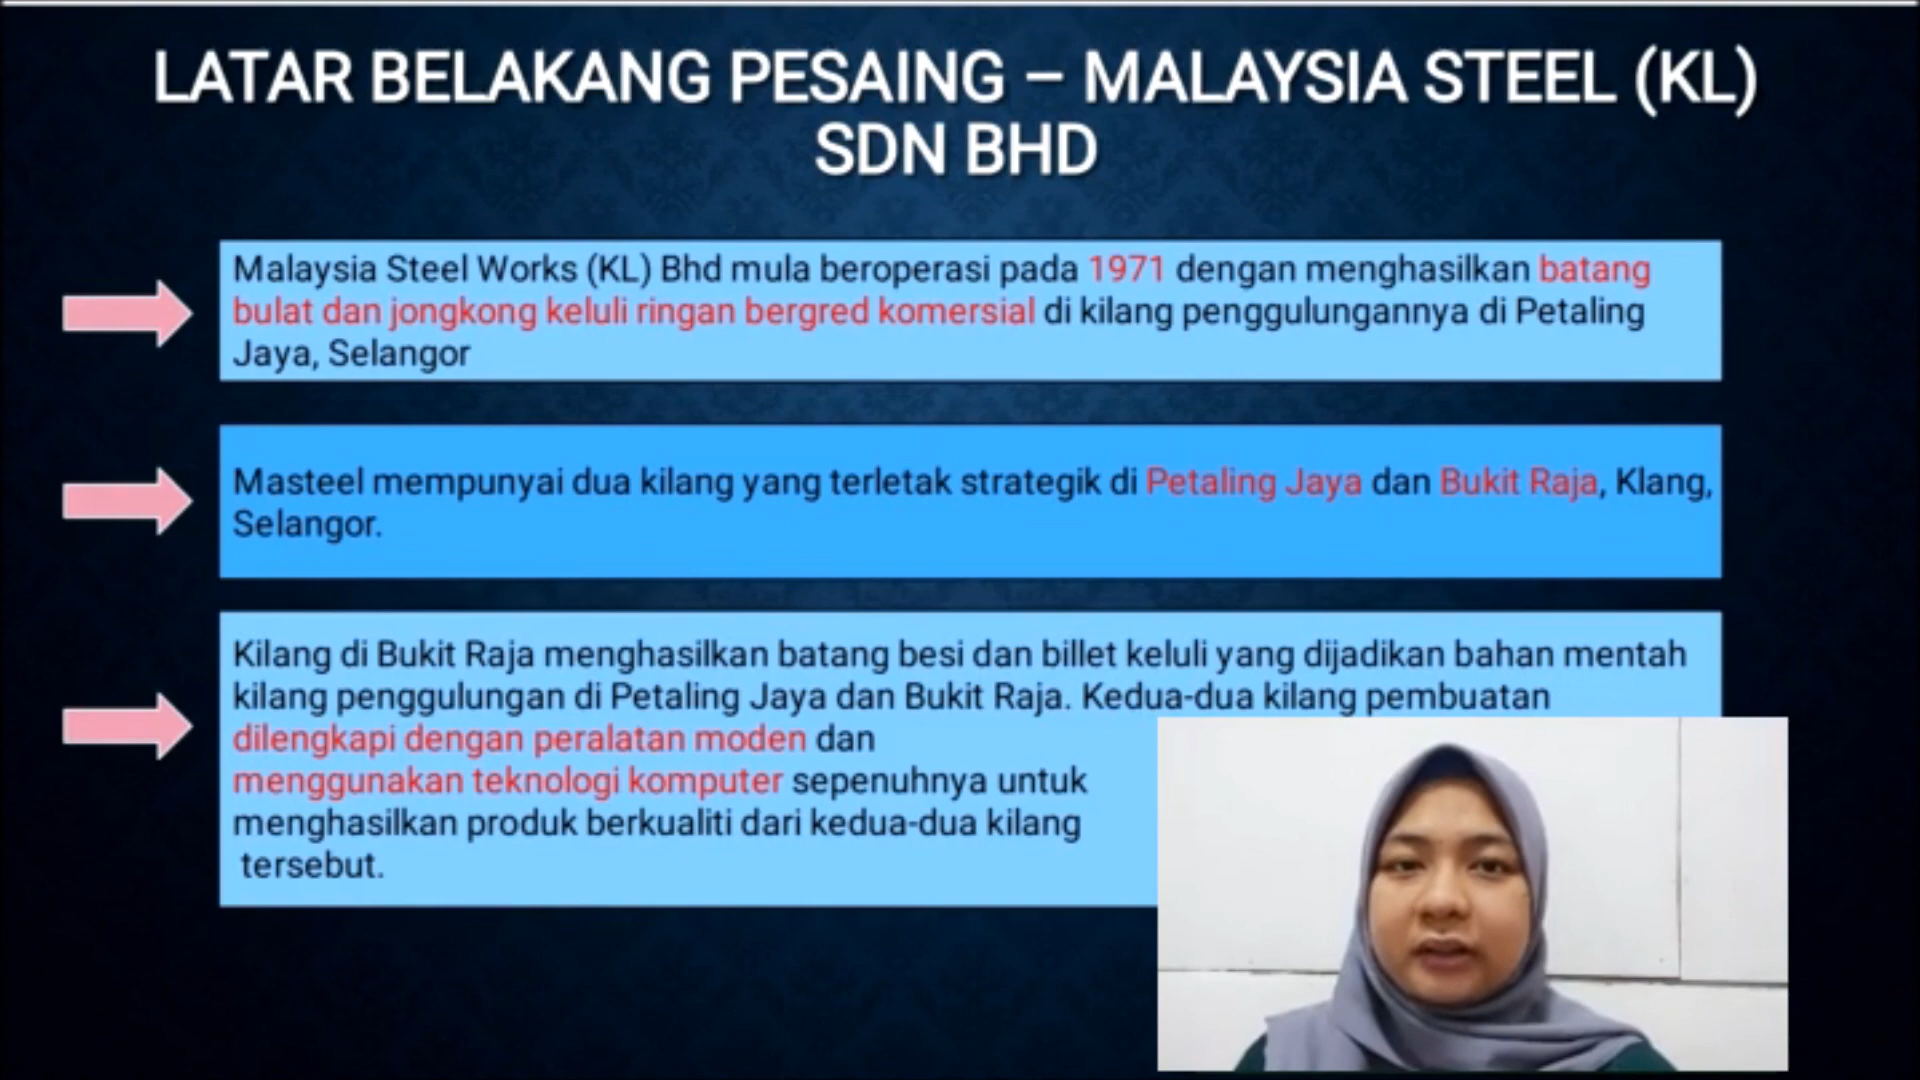 LATAR BELAKANG PESAING – MALAYSIA STEEL (KL)
SDN BHD
Malaysia Steel Works (KL) Bhd mula beroperasi pada 1971 dengan menghasilkan batang
bulat dan jongkong keluli ringan bergred komersial di kilang penggulungannya di Petaling
Jaya, Selangor
Masteel mempunyai dua kilang yang terletak strategik di Petaling Jaya dan Bukit Raja, Klang,
Selangor.
Kilang di Bukit Raja menghasilkan batang besi dan billet keluli yang dijadikan bahan mentah
kilang penggulungan di Petaling Jaya dan Bukit Raja. Kedua-dua kilang pembuatan
dilengkapi dengan peralatan moden dan
menggunakan teknologi komputer sepenuhnya untuk
menghasilkan produk berkualiti dari kedua-dua kilang
tersebut.